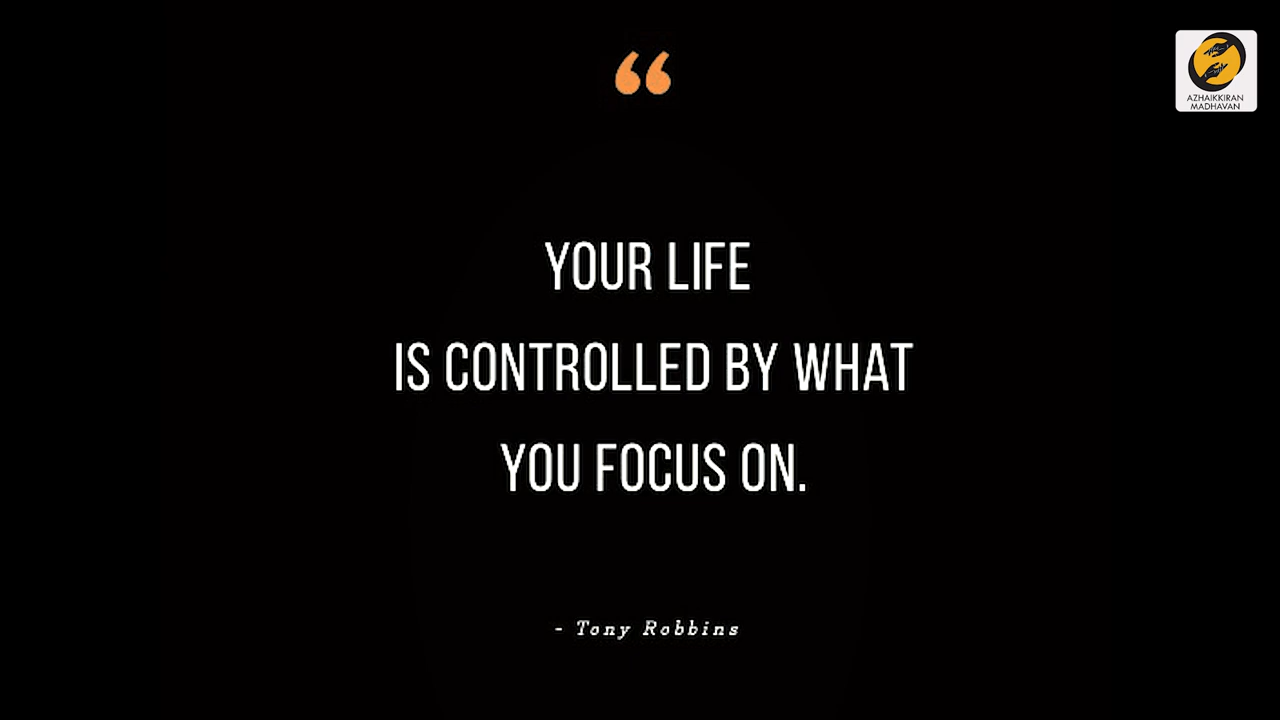 “
YOUR LIFE
IS CONTROLLED BY WHAT
YOU FOCUS ON.
- Tony Robbins
AZHAIKKIRAN
MADHAVAN